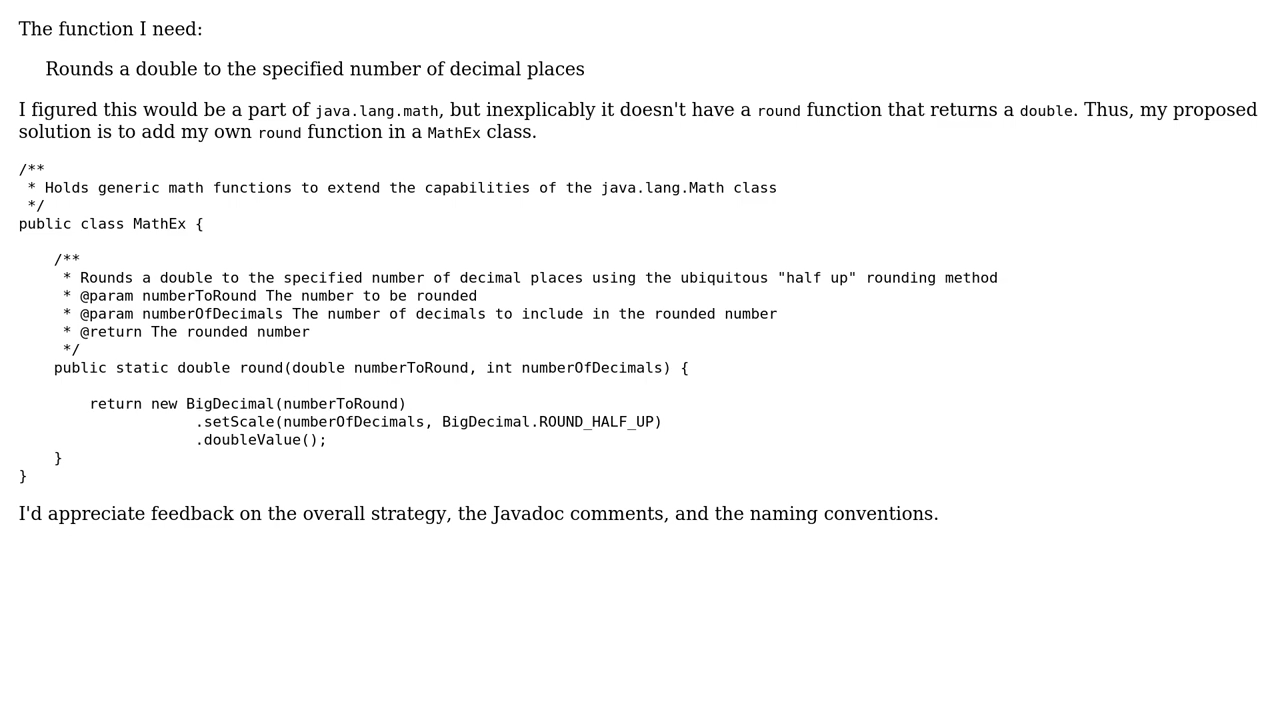 The function I need:
Rounds a double to the specified number of decimal places
I figured this would be a part of java.lang.math, but inexplicably it doesn't have a round function that returns a double. Thus, my proposed
solution is to add my own round function in a MathEx class.
/**
 * Holds generic math functions to extend the capabilities of the java.lang.Math class
 */
public class MathEx {
    /**
     * Rounds a double to the specified number of decimal places using the ubiquitous "half up" rounding method
     * @param numberToRound The number to be rounded
     * @param numberOfDecimals The number of decimals to include in the rounded number
     * @return The rounded number
     */
    public static double round(double numberToRound, int numberOfDecimals) {
        return new BigDecimal(numberToRound)
                    .setScale(numberOfDecimals, BigDecimal.ROUND_HALF_UP)
                    .doubleValue();
    }
}
I'd appreciate feedback on the overall strategy, the Javadoc comments, and the naming conventions.